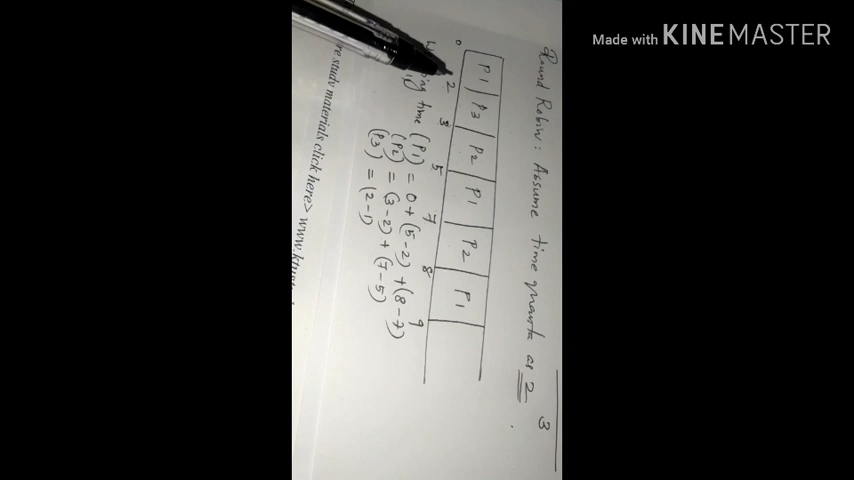 Made with KINEMASTER
3
Round Robin: Assume time quanta as 2
P1 P3 P2 P1 P2 P1
0 2 3 5 7 8 9
time (P1) = 0+(5-2)+(8-7)
(P2) = (3-2)+(7-5)
(P3) = (2-1)
re study materials click here> www.ktust